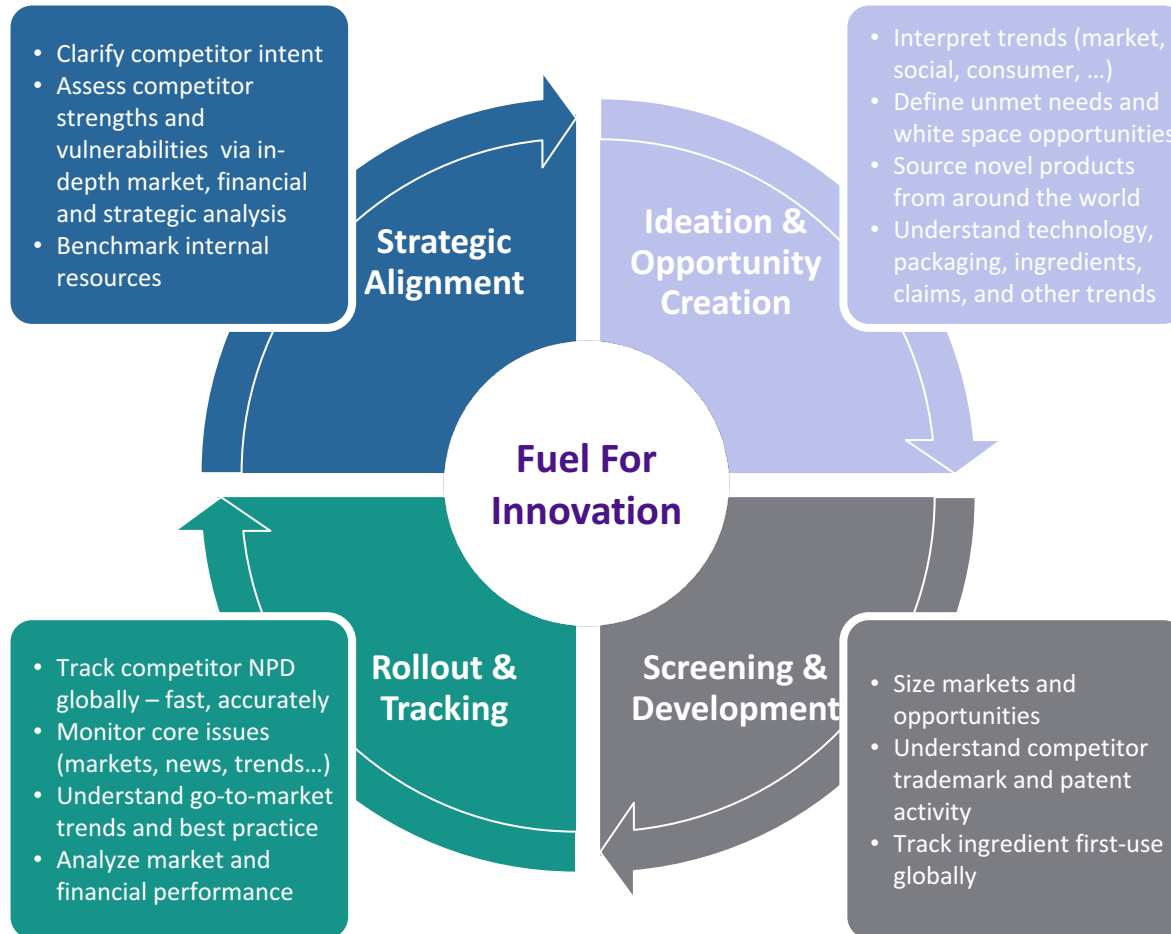 • Clarify competitor intent
• Assess competitor
strengths and
vulnerabilities  via in-
depth market, financial
and strategic analysis
• Benchmark internal
resources
• Interpret trends (market,
social, consumer, …)
• Define unmet needs and
white space opportunities
• Source novel products
from around the world
• Understand technology,
packaging, ingredients,
claims, and other trends
Strategic
Alignment
Ideation &
Opportunity
Creation
Fuel For
Innovation
Rollout &
Tracking
Screening &
Development
• Track competitor NPD
globally – fast, accurately
• Monitor core issues
(markets, news, trends…)
• Understand go-to-market
trends and best practice
• Analyze market and
financial performance
• Size markets and
opportunities
• Understand competitor
trademark and patent
activity
• Track ingredient first-use
globally